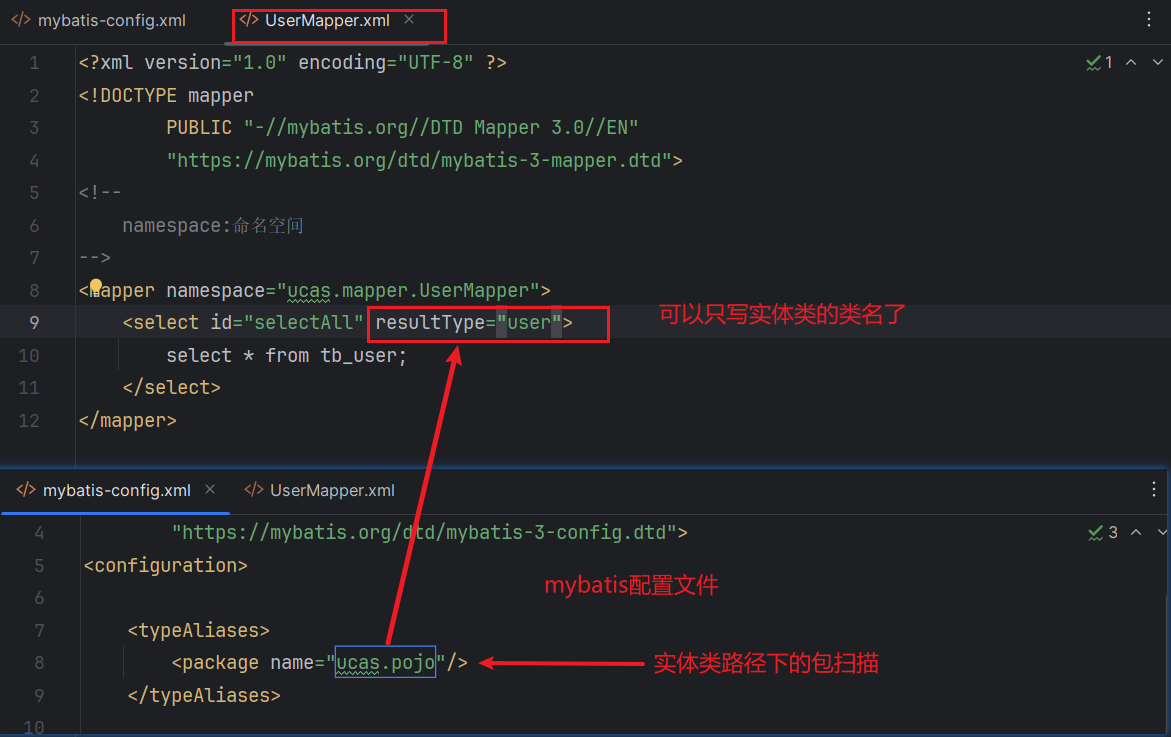 mybatis-config.xml
UserMapper.xml
1 <?xml version="1.0" encoding="UTF-8" ?>
1
2 <!DOCTYPE mapper
3 PUBLIC "-//mybatis.org//DTD Mapper 3.0//EN"
4 "https://mybatis.org/dtd/mybatis-3-mapper.dtd">
5 <!--
6 namespace:命名空间
7 -->
8 <mapper namespace="ucas.mapper.UserMapper">
9 <select id="selectAll" resultType="user">
可以只写实体类的类名了
10 select * from tb_user;
11 </select>
12 </mapper>
mybatis-config.xml
UserMapper.xml
4 "https://mybatis.org/dtd/mybatis-3-config.dtd">
3
5 <configuration>
mybatis配置文件
6
7 <typeAliases>
8 <package name="ucas.pojo"/>
实体类路径下的包扫描
9 </typeAliases>
10